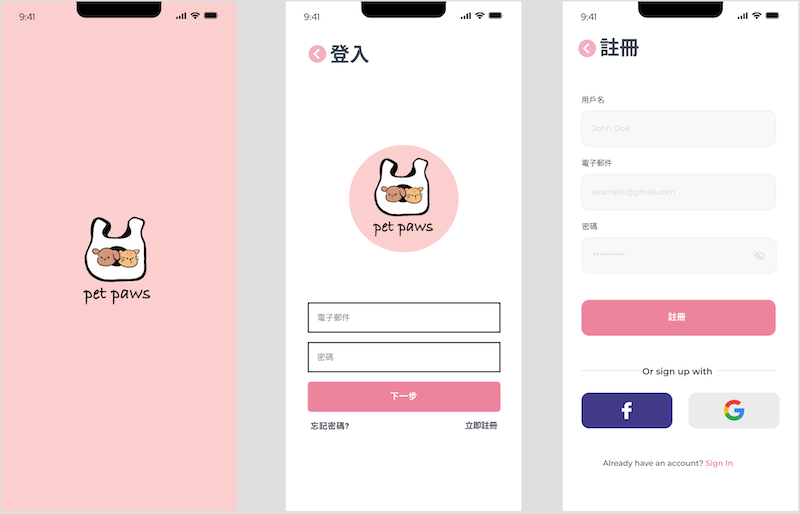 9:41
pet paws
9:41
登入
pet paws
電子郵件
密碼
下一步
忘記密碼?
立即註冊
9:41
註冊
用戶名
John Doe
電子郵件
example@gmail.com
密碼
**********
註冊
Or sign up with
Already have an account? Sign In